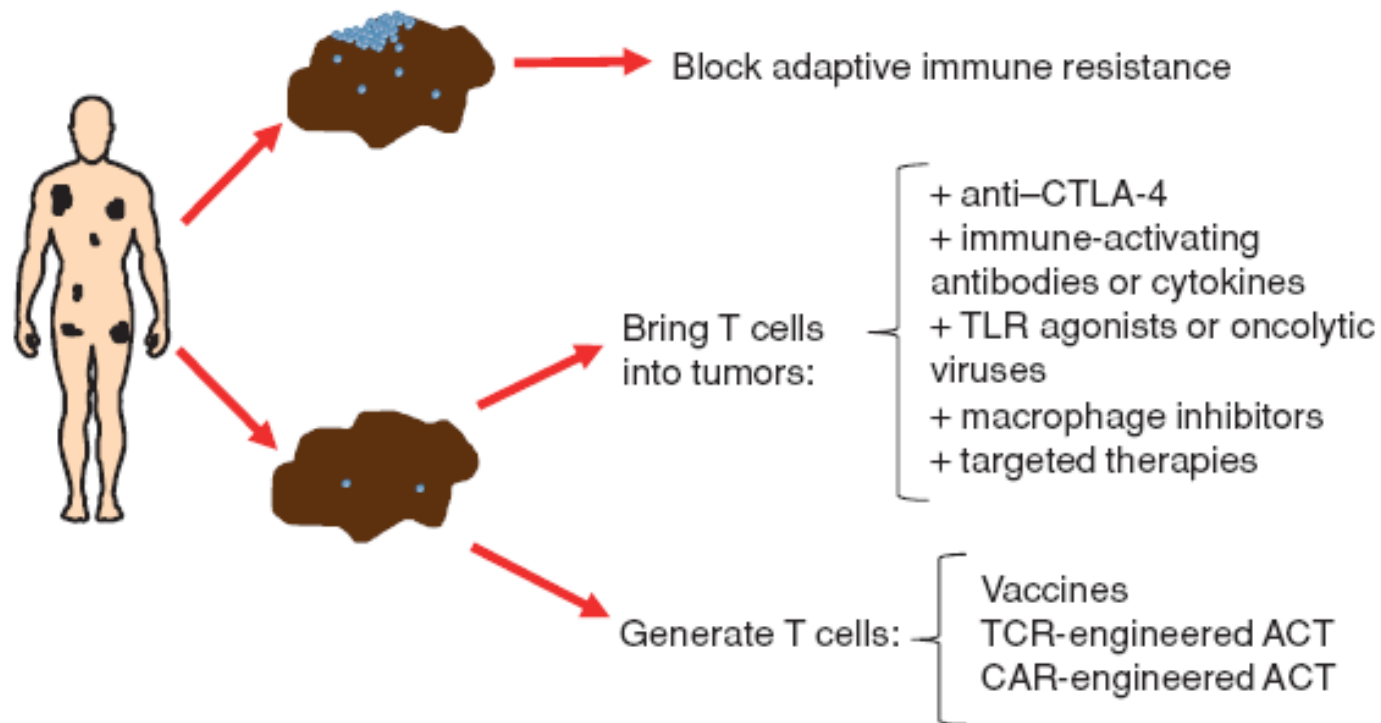 Block adaptive immune resistance
Bring T cells
into tumors:
+ anti–CTLA-4
+ immune-activating
antibodies or cytokines
+ TLR agonists or oncolytic
viruses
+ macrophage inhibitors
+ targeted therapies
Generate T cells:
Vaccines
TCR-engineered ACT
CAR-engineered ACT